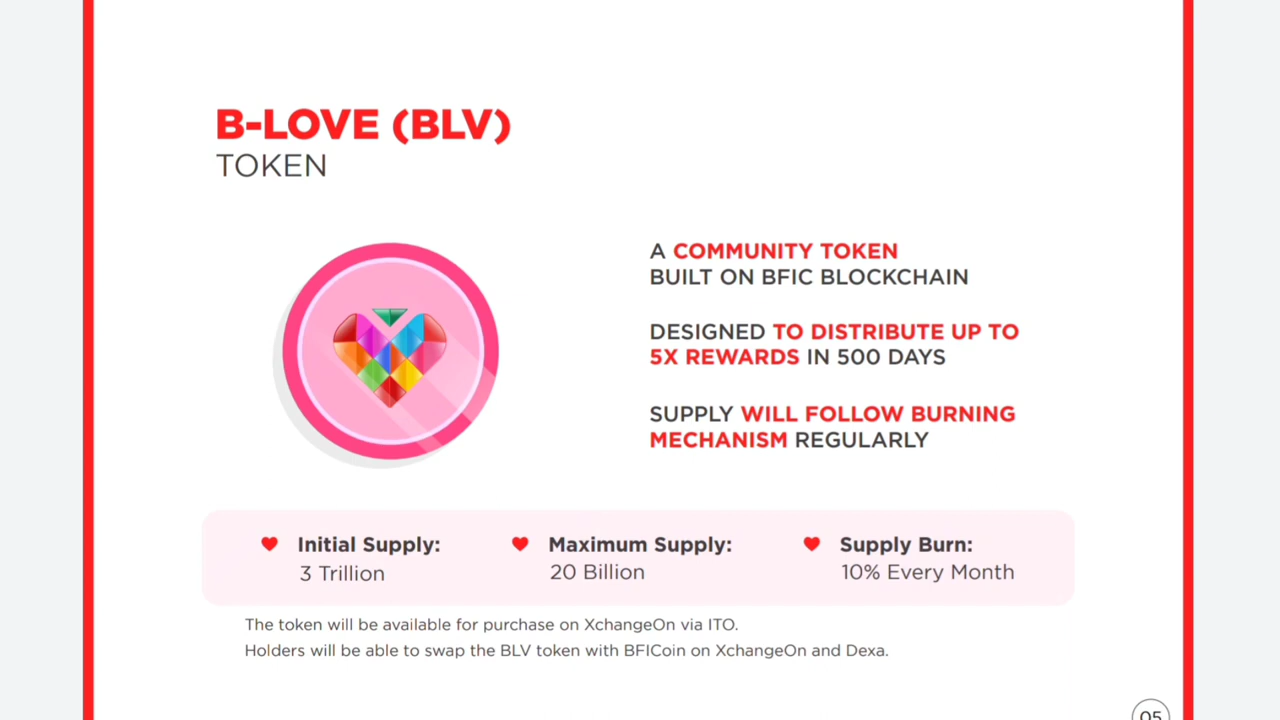 B-LOVE (BLV)
TOKEN
A COMMUNITY TOKEN
BUILT ON BFIC BLOCKCHAIN
DESIGNED TO DISTRIBUTE UP TO
5X REWARDS IN 500 DAYS
SUPPLY WILL FOLLOW BURNING
MECHANISM REGULARLY
Initial Supply:
3 Trillion
Maximum Supply:
20 Billion
Supply Burn:
10% Every Month
The token will be available for purchase on XchangeOn via ITO.
Holders will be able to swap the BLV token with BFICoin on XchangeOn and Dexa.
05